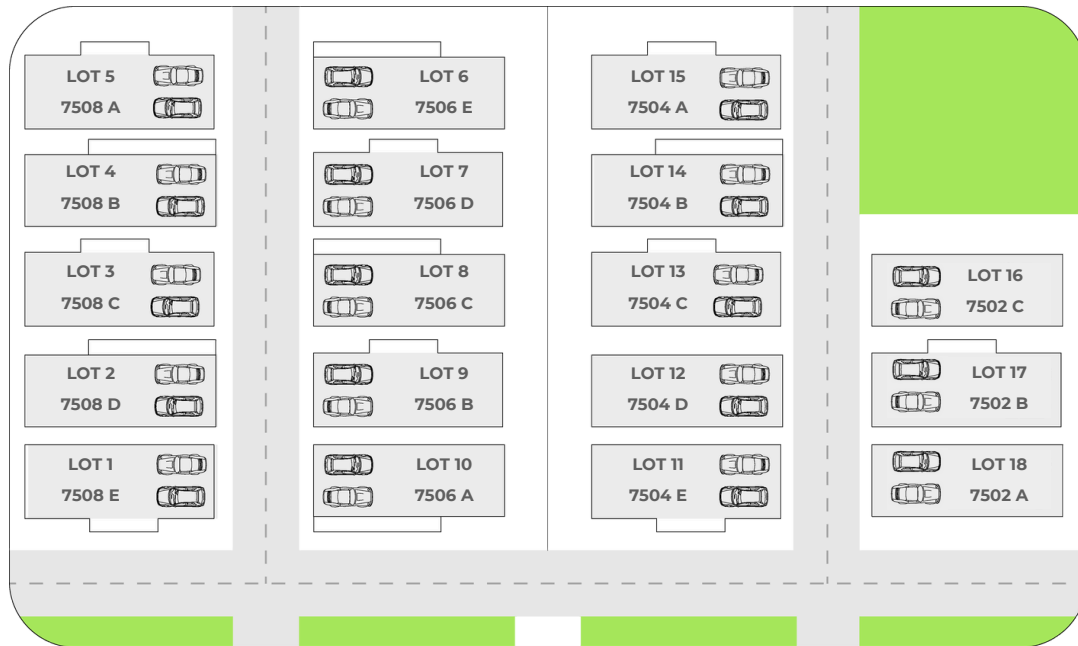 LOT 5
7508 A
LOT 4
7508 B
LOT 3
7508 C
LOT 2
7508 D
LOT 1
7508 E
LOT 6
7506 E
LOT 7
7506 D
LOT 8
7506 C
LOT 9
7506 B
LOT 10
7506 A
LOT 15
7504 A
LOT 14
7504 B
LOT 13
7504 C
LOT 12
7504 D
LOT 11
7504 E
LOT 16
7502 C
LOT 17
7502 B
LOT 18
7502 A